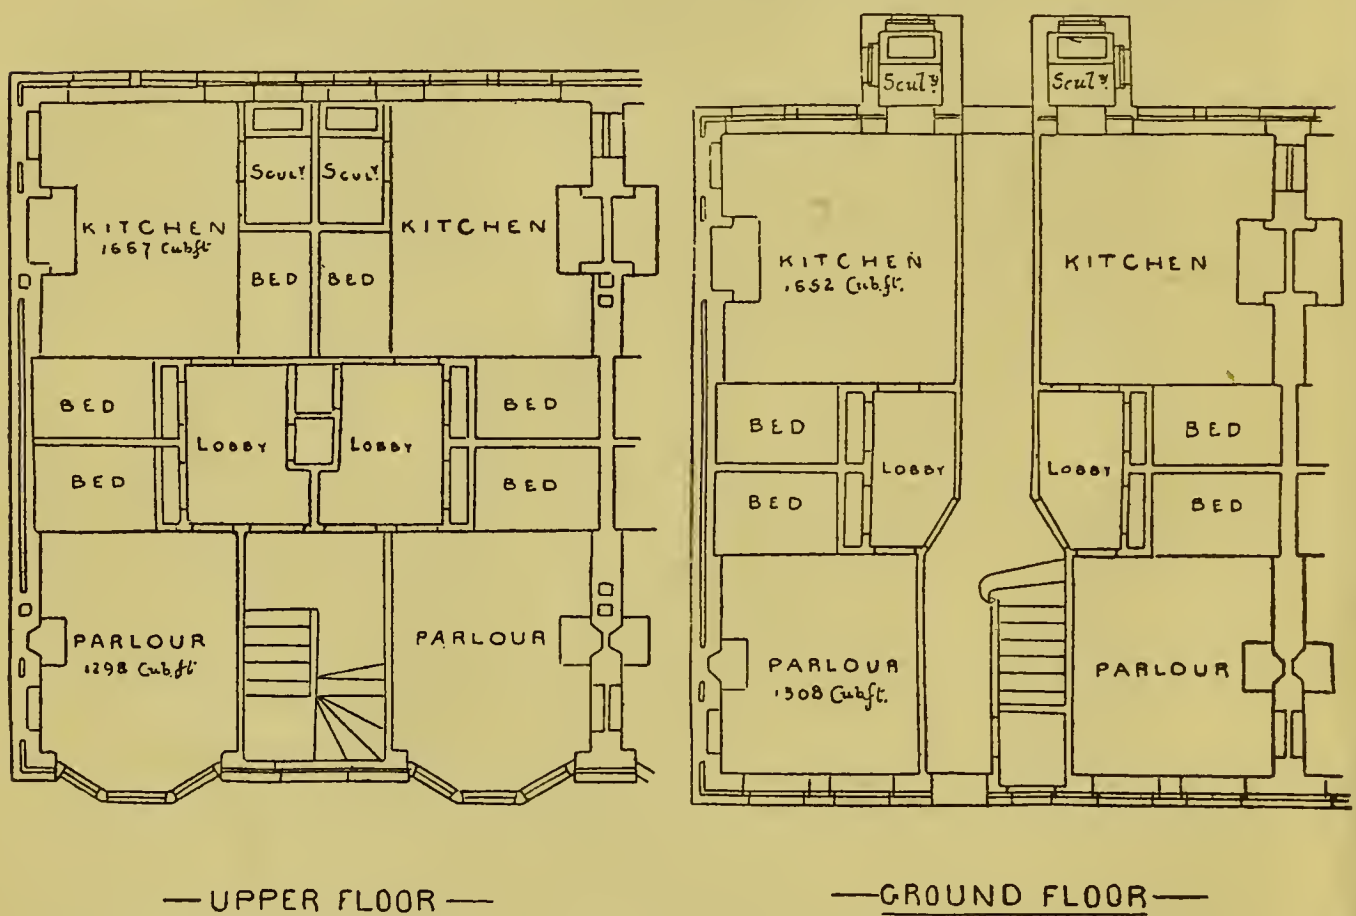 SCUL.Y
SCUL.Y
KITCHEN
1667 Cub.ft
KITCHEN
BED
BED
BED
BED
LOBBY
LOBBY
BED
BED
PARLOUR
1298 Cub.ft
PARLOUR
—UPPER FLOOR—
SculY.
SculY.
KITCHEN
1652 Cub.ft.
KITCHEN
BED
BED
LOBBY
LOBBY
BED
BED
PARLOUR
1308 Cub.ft.
PARLOUR
—GROUND FLOOR—